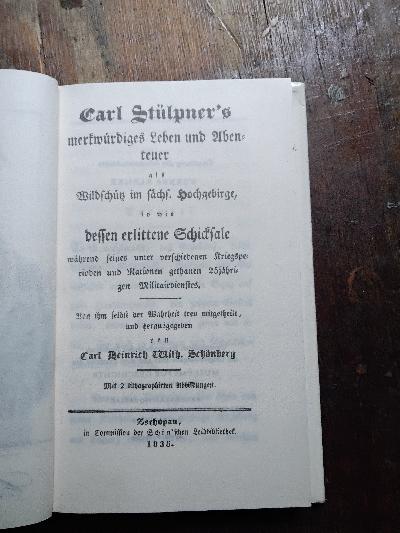 Carl Stülpner's
merkwürdiges Leben und Aben-
teuer
als
Wildschütz im sächs. Hochgebirge,
so wie
dessen erlittene Schicksale
während seines unter verschiedenen Kriegspe-
rioden und Nationen gethanen 25jähri-
gen Militairdienstes.
Von ihm selbst der Wahrheit treu mitgetheilt,
und herausgegeben
von
Carl Heinrich Wilh. Schönberg
Mit 2 lithographirten Abbildungen.
Zschopau,
in Commission der Schön'schen Leihbibliothek.
1835.